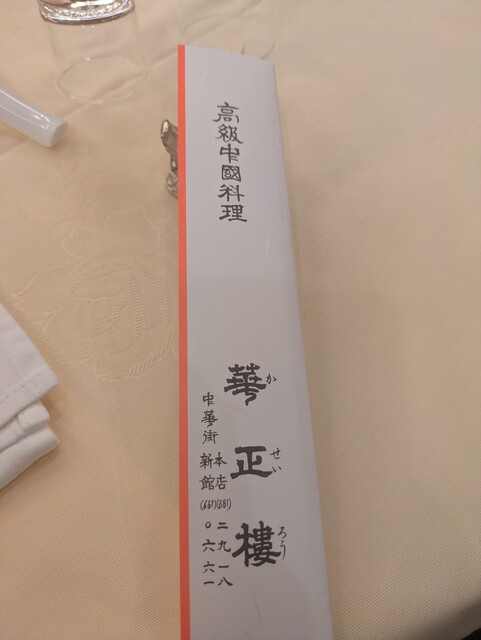 高級中國料理
華正樓
かせいろう
中華街
本店(681)二九一八
新館(661)〇六六一